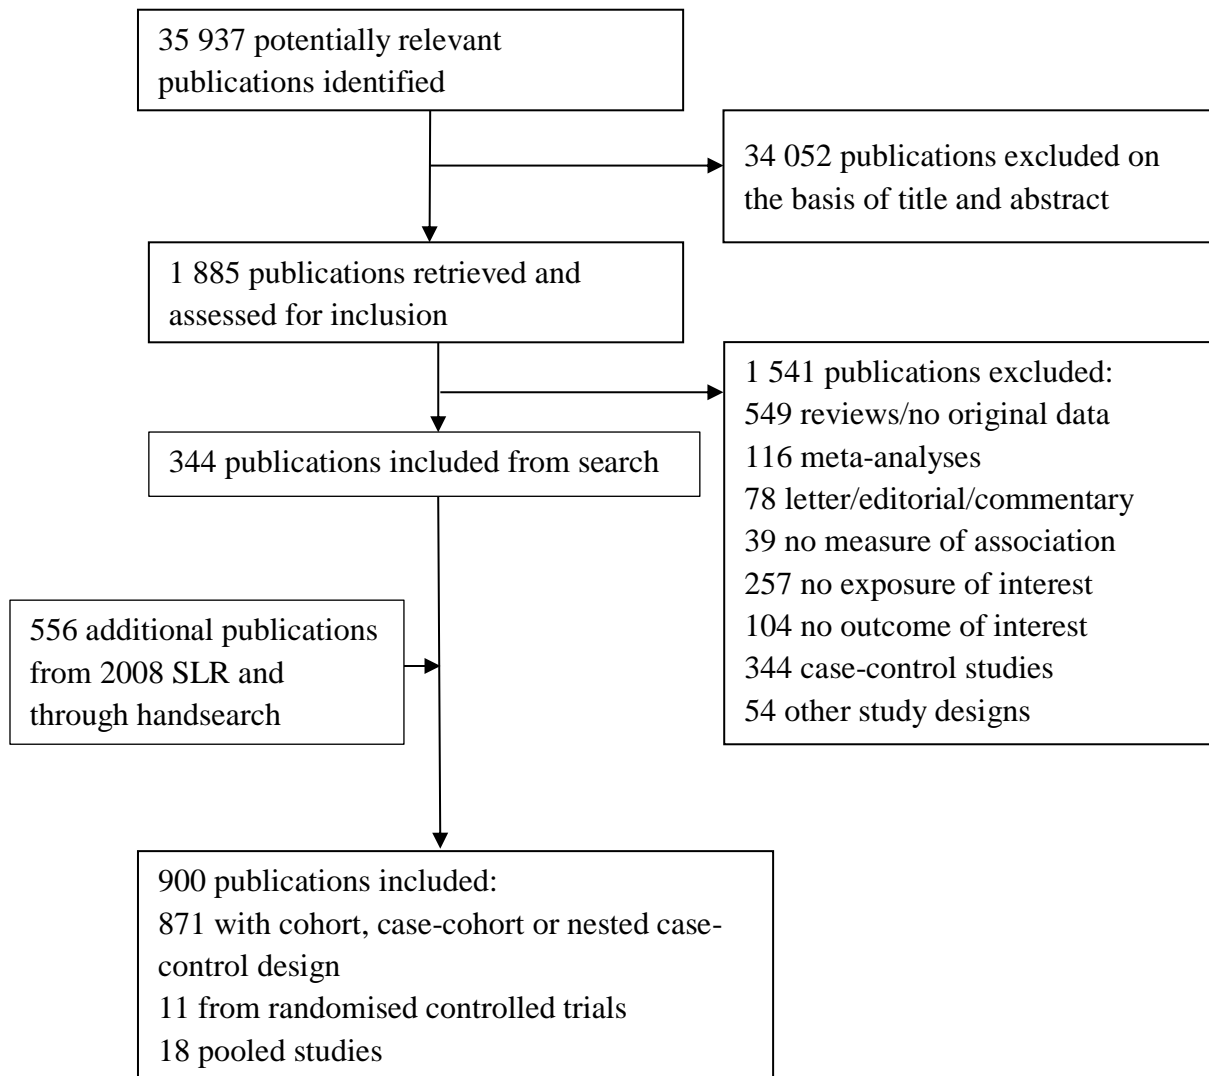 35 937 potentially relevant
publications identified
34 052 publications excluded on
the basis of title and abstract
1 885 publications retrieved and
assessed for inclusion
1 541 publications excluded:
549 reviews/no original data
116 meta-analyses
78 letter/editorial/commentary
39 no measure of association
257 no exposure of interest
104 no outcome of interest
344 case-control studies
54 other study designs
344 publications included from search
556 additional publications
from 2008 SLR and
through handsearch
900 publications included:
871 with cohort, case-cohort or nested case-
control design
11 from randomised controlled trials
18 pooled studies